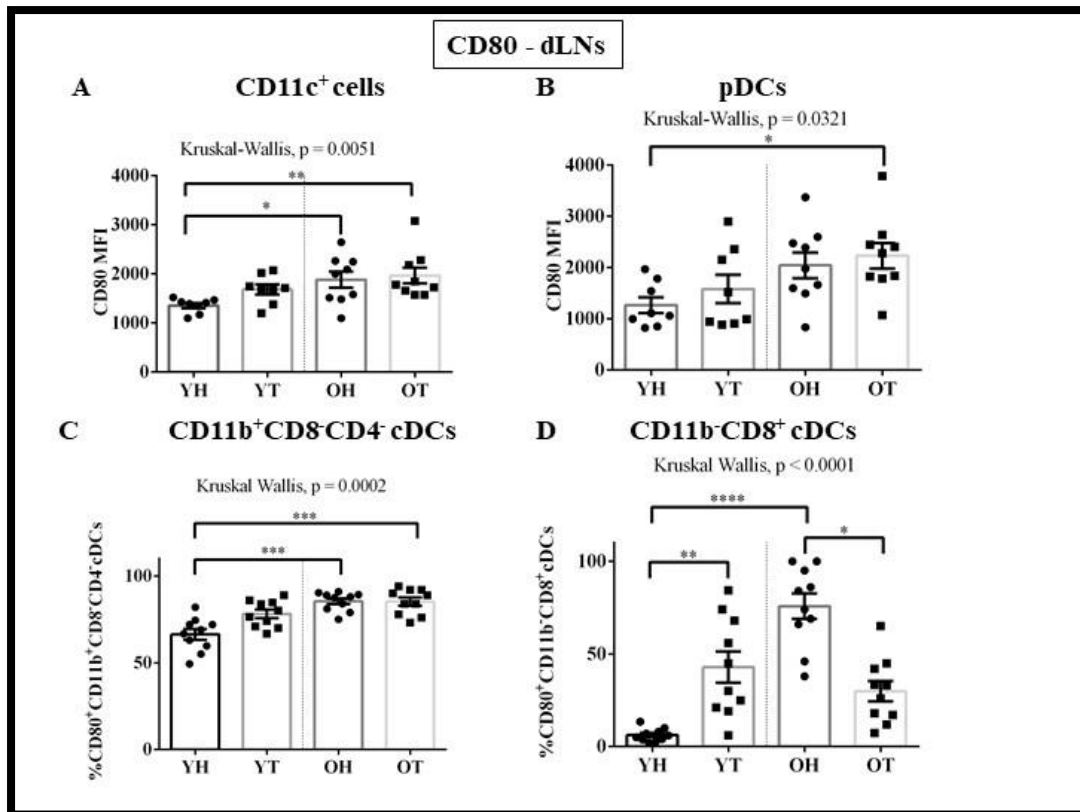 CD80 - dLNs
A CD11c⁺ cells
Kruskal-Wallis, p = 0.0051
**
*
CD80 MFI
4000
3000
2000
1000
0
YH YT OH OT
B pDCs
Kruskal-Wallis, p = 0.0321
*
CD80 MFI
4000
3000
2000
1000
0
YH YT OH OT
C CD11b⁺CD8⁻CD4⁻ cDCs
Kruskal Wallis, p = 0.0002
***
***
%CD80⁺CD11b⁺CD8⁻CD4⁻cDCs
100
50
0
YH YT OH OT
D CD11b⁻CD8⁺ cDCs
Kruskal Wallis, p < 0.0001
****
**
*
%CD80⁺CD11b⁻CD8⁺cDCs
100
50
0
YH YT OH OT